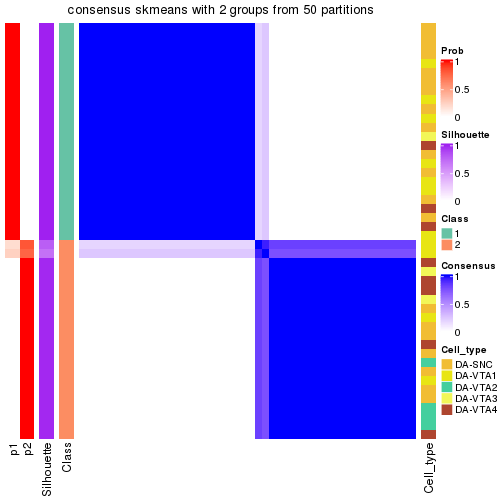 consensus skmeans with 2 groups from 50 partitions
Prob
1
0.5
0
Silhouette
1
0.5
0
Class
1
2
Consensus
1
0.5
0
Cell_type
DA-SNC
DA-VTA1
DA-VTA2
DA-VTA3
DA-VTA4
p1
p2
Silhouette
Class
Cell_type